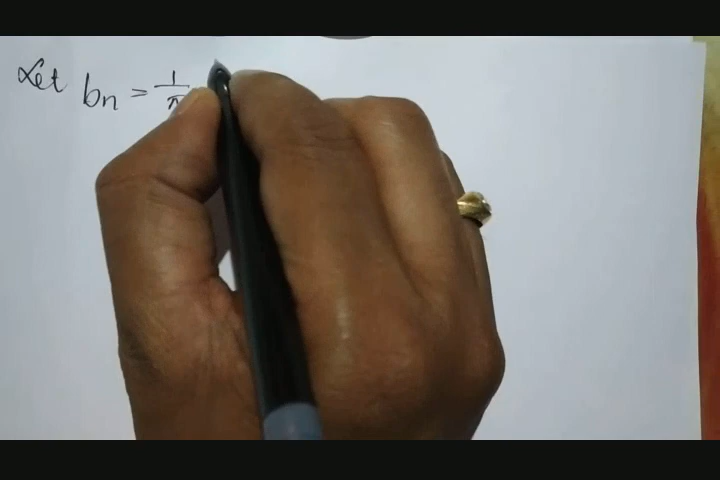 Let bn = 1/π